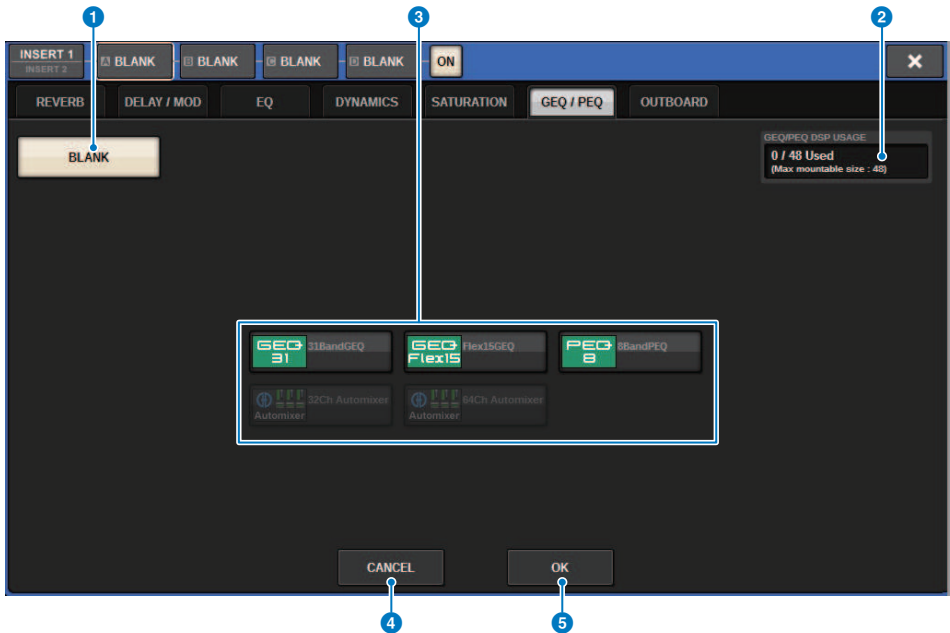 1 3 2
INSERT 1
INSERT 2
A BLANK
B BLANK
C BLANK
D BLANK
ON
REVERB DELAY / MOD EQ DYNAMICS SATURATION GEQ / PEQ OUTBOARD
BLANK
GEQ/PEQ DSP USAGE
0 / 48 Used
(Max mountable size : 48)
GEQ
31
31BandGEQ
GEQ
Flex15
Flex15GEQ
PEQ
8
8BandPEQ
Automixer
32Ch Automixer
Automixer
64Ch Automixer
CANCEL OK
4 5